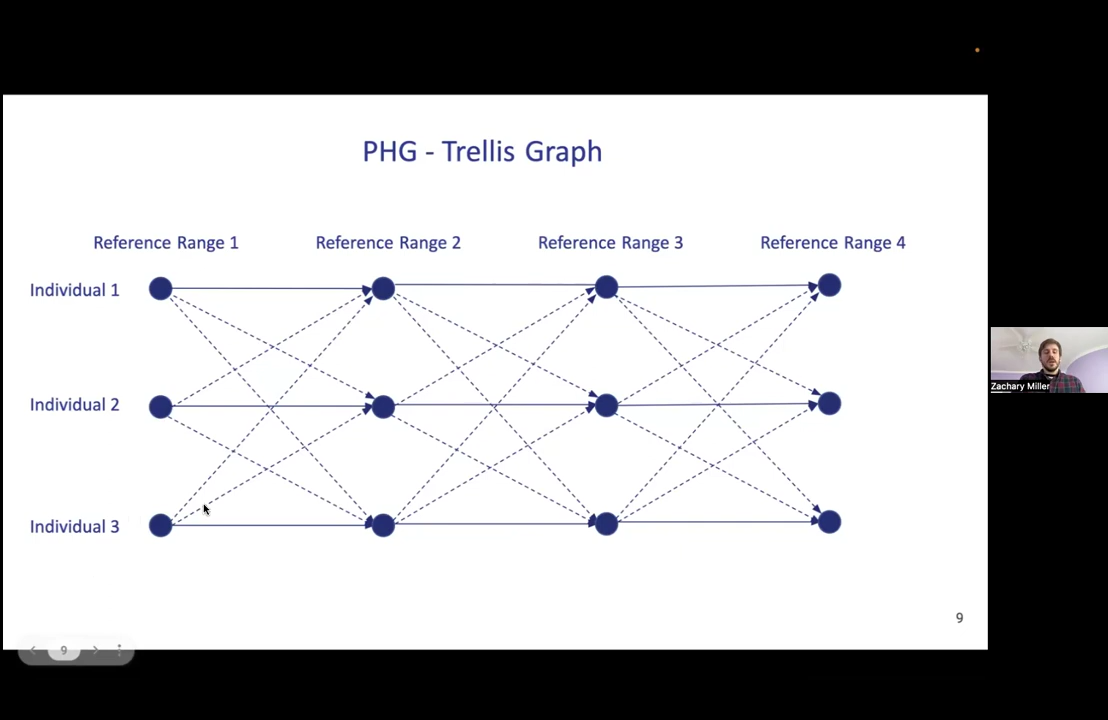 PHG - Trellis Graph
Reference Range 1
Reference Range 2
Reference Range 3
Reference Range 4
Individual 1
Individual 2
Individual 3
Zachary Miller
9
9